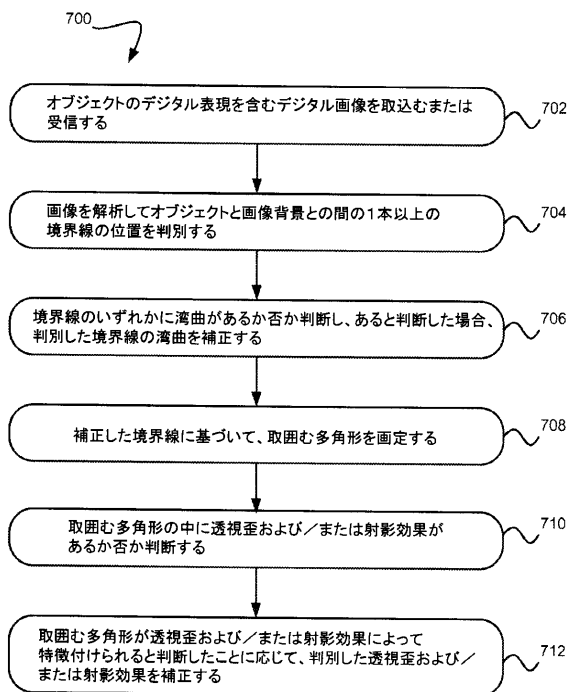 700
オブジェクトのデジタル表現を含むデジタル画像を取込むまたは
受信する
702
画像を解析してオブジェクトと画像背景との間の1本以上の
境界線の位置を判別する
704
境界線のいずれかに湾曲があるか否か判断し、あると判断した場合、
判別した境界線の湾曲を補正する
706
補正した境界線に基づいて、取囲む多角形を画定する
708
取囲む多角形の中に透視歪および／または射影効果が
あるか否か判断する
710
取囲む多角形が透視歪および／または射影効果によって
特徴付けられると判断したことに応じて、判別した透視歪および／
または射影効果を補正する
712